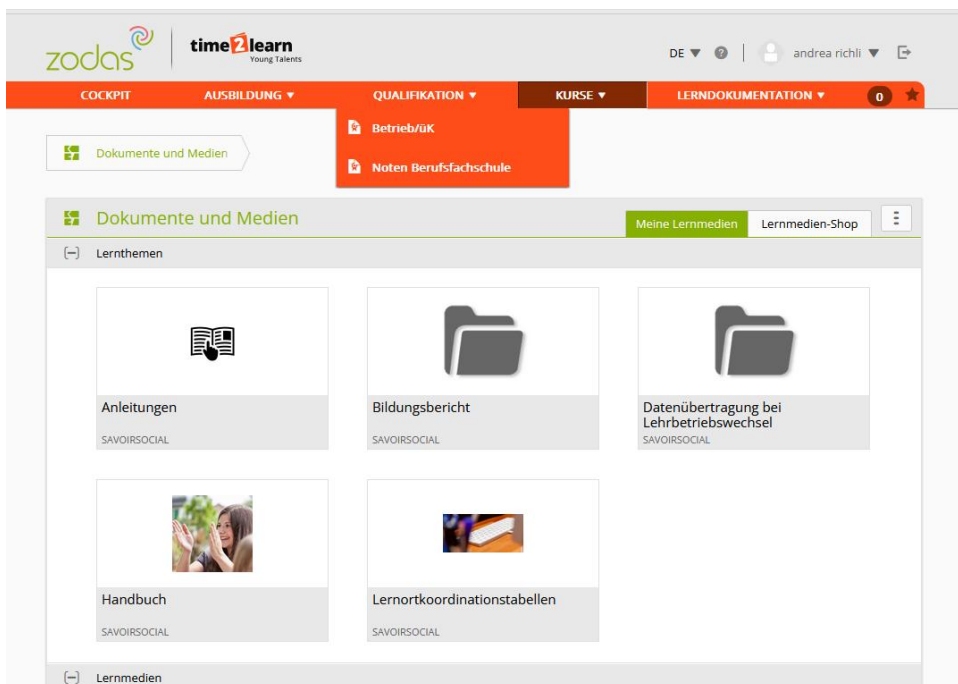 zodas
time2learn
Young Talents
DE ▼
andrea richli ▼
COCKPIT
AUSBILDUNG ▼
QUALIFIKATION ▼
KURSE ▼
LERNDOKUMENTATION ▼
0
Betrieb/üK
Noten Berufsfachschule
Dokumente und Medien
Dokumente und Medien
Meine Lernmedien
Lernmedien-Shop
Lernthemen
Anleitungen
SAVOIRSOCIAL
Bildungsbericht
SAVOIRSOCIAL
Datenübertragung bei
Lehrbetriebswechsel
SAVOIRSOCIAL
Handbuch
SAVOIRSOCIAL
Lernortkoordinationstabellen
SAVOIRSOCIAL
Lernmedien